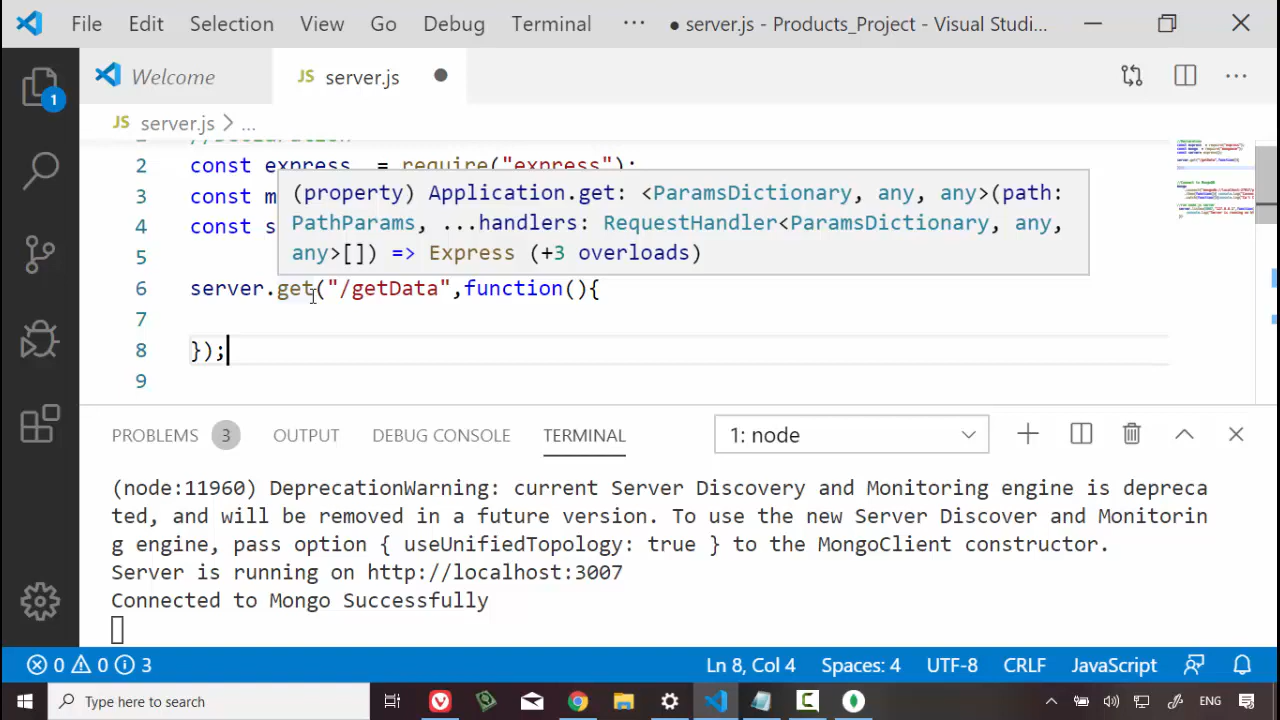 File Edit Selection View Go Debug Terminal ··· ● server.js - Products_Project - Visual Studi...
Welcome
JS server.js ●
JS server.js > ...
1
2 const express = require("express");
3 const m
4 const s
(property) Application.get: <ParamsDictionary, any, any>(path:
PathParams, ...handlers: RequestHandler<ParamsDictionary, any,
any>[]) => Express (+3 overloads)
5
6 server.get("/getData",function(){
7
8 });
9
PROBLEMS 3 OUTPUT DEBUG CONSOLE TERMINAL 1: node
(node:11960) DeprecationWarning: current Server Discovery and Monitoring engine is depreca
ted, and will be removed in a future version. To use the new Server Discover and Monitorin
g engine, pass option { useUnifiedTopology: true } to the MongoClient constructor.
Server is running on http://localhost:3007
Connected to Mongo Successfully
0 0 3 Ln 8, Col 4 Spaces: 4 UTF-8 CRLF JavaScript
Type here to search ENG